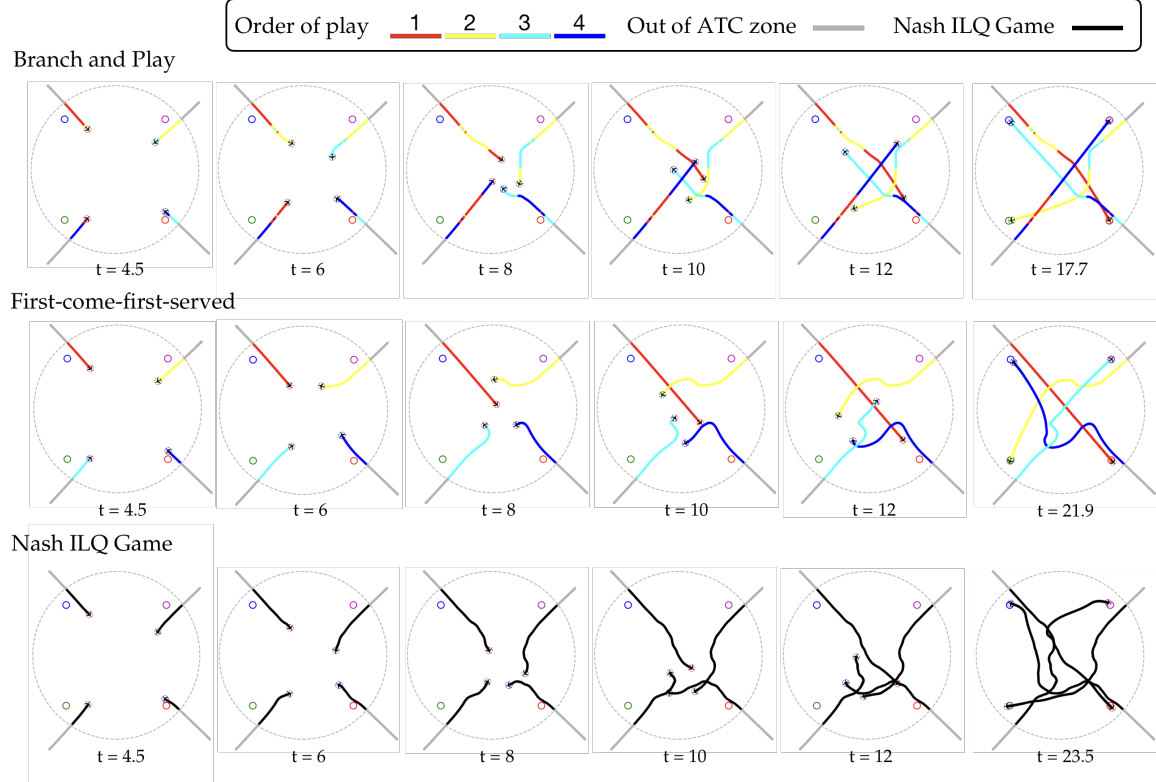 Order of play 1 2 3 4 Out of ATC zone Nash ILQ Game
Branch and Play
t = 4.5 t = 6 t = 8 t = 10 t = 12 t = 17.7
First-come-first-served
t = 4.5 t = 6 t = 8 t = 10 t = 12 t = 21.9
Nash ILQ Game
t = 4.5 t = 6 t = 8 t = 10 t = 12 t = 23.5